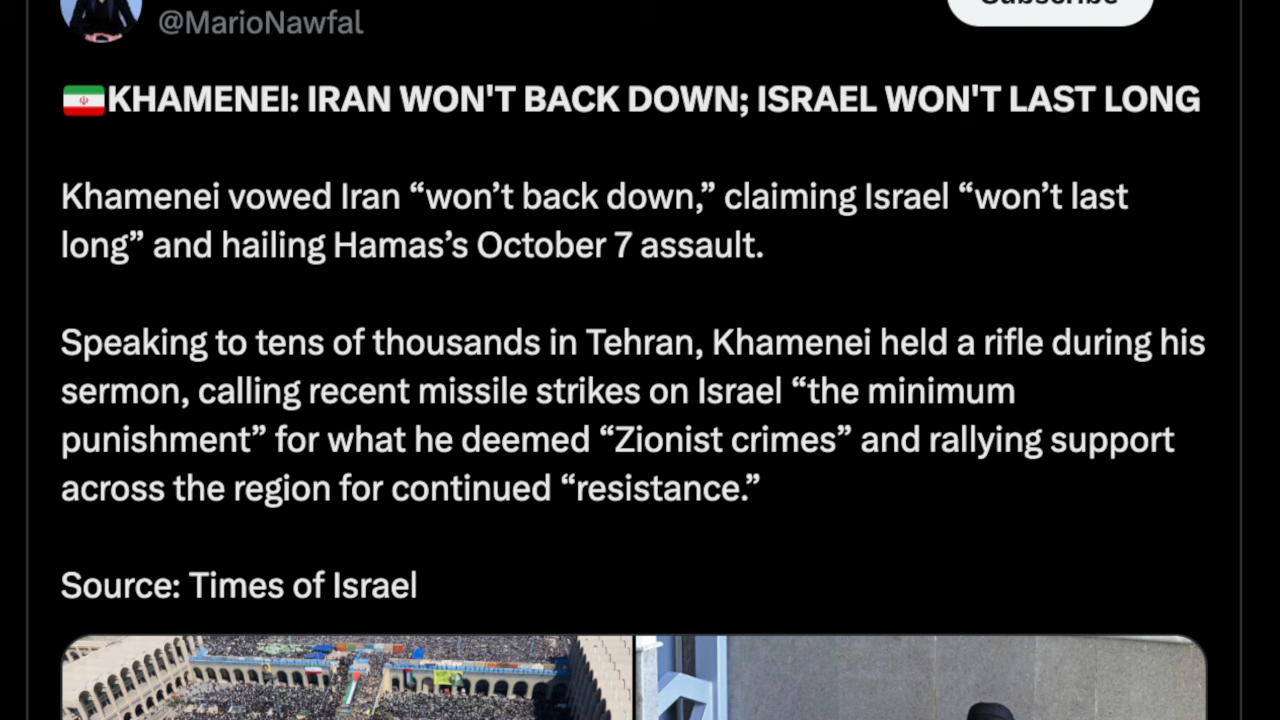 @MarioNawfal
Subscribe
🇮🇷KHAMENEI: IRAN WON'T BACK DOWN; ISRAEL WON'T LAST LONG
Khamenei vowed Iran “won’t back down,” claiming Israel “won’t last
long” and hailing Hamas’s October 7 assault.
Speaking to tens of thousands in Tehran, Khamenei held a rifle during his
sermon, calling recent missile strikes on Israel “the minimum
punishment” for what he deemed “Zionist crimes” and rallying support
across the region for continued “resistance.”
Source: Times of Israel